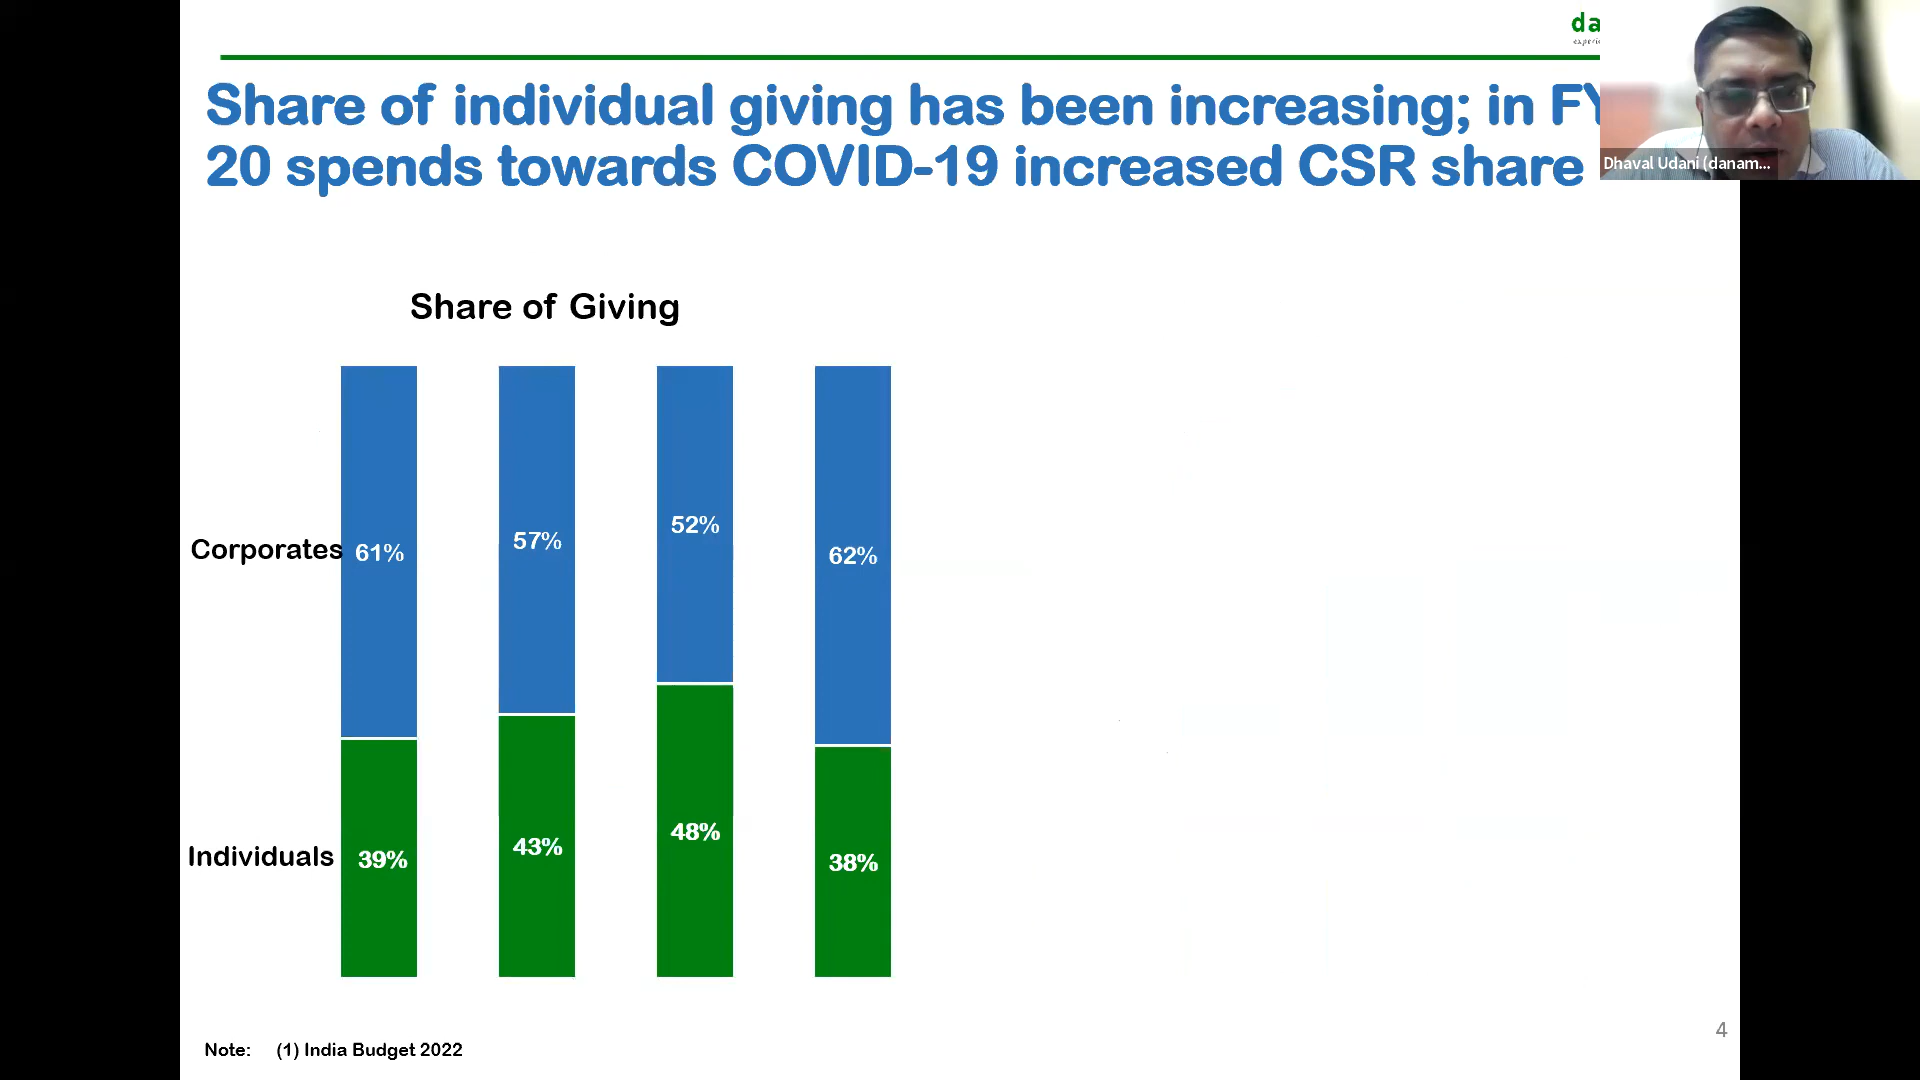 da
Share of individual giving has been increasing; in FY
20 spends towards COVID-19 increased CSR share
Dhaval Udani (danam...
Share of Giving
Corporates 61% 57% 52% 62%
Individuals 39% 43% 48% 38%
Note: (1) India Budget 2022
4